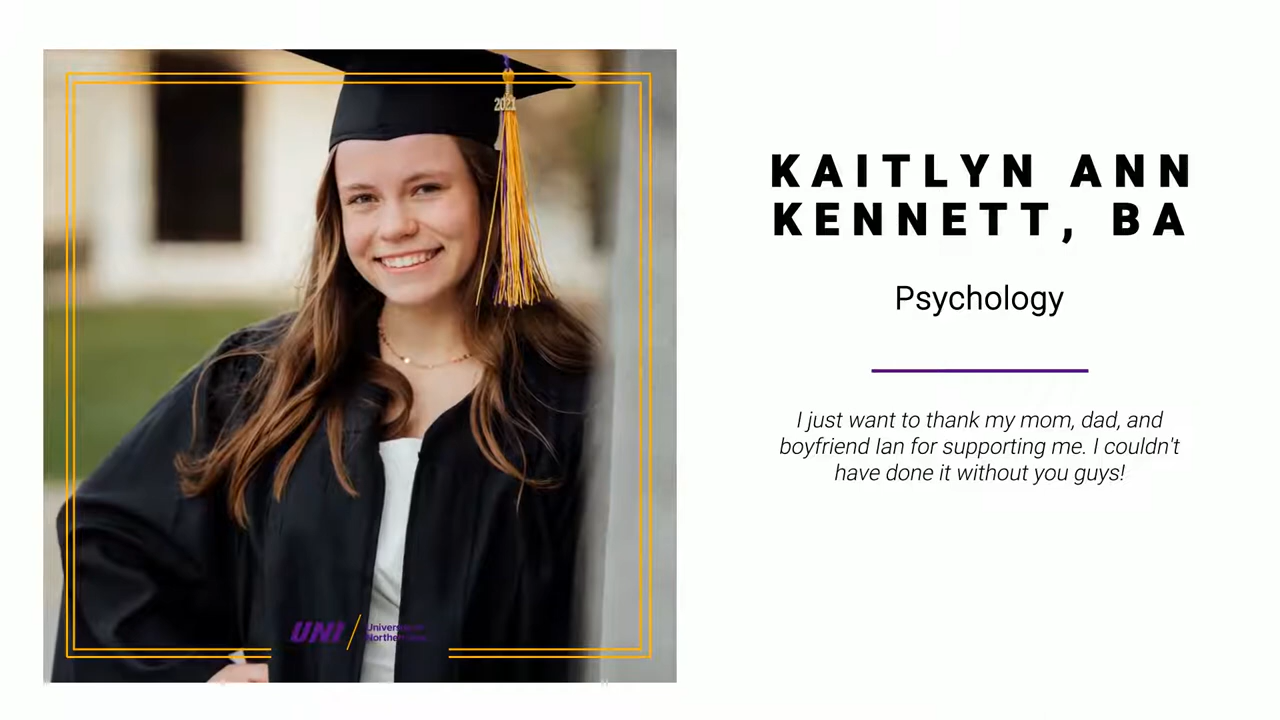 2021
KAITLYN ANN
KENNETT, BA
Psychology
I just want to thank my mom, dad, and
boyfriend Ian for supporting me. I couldn't
have done it without you guys!
UNI